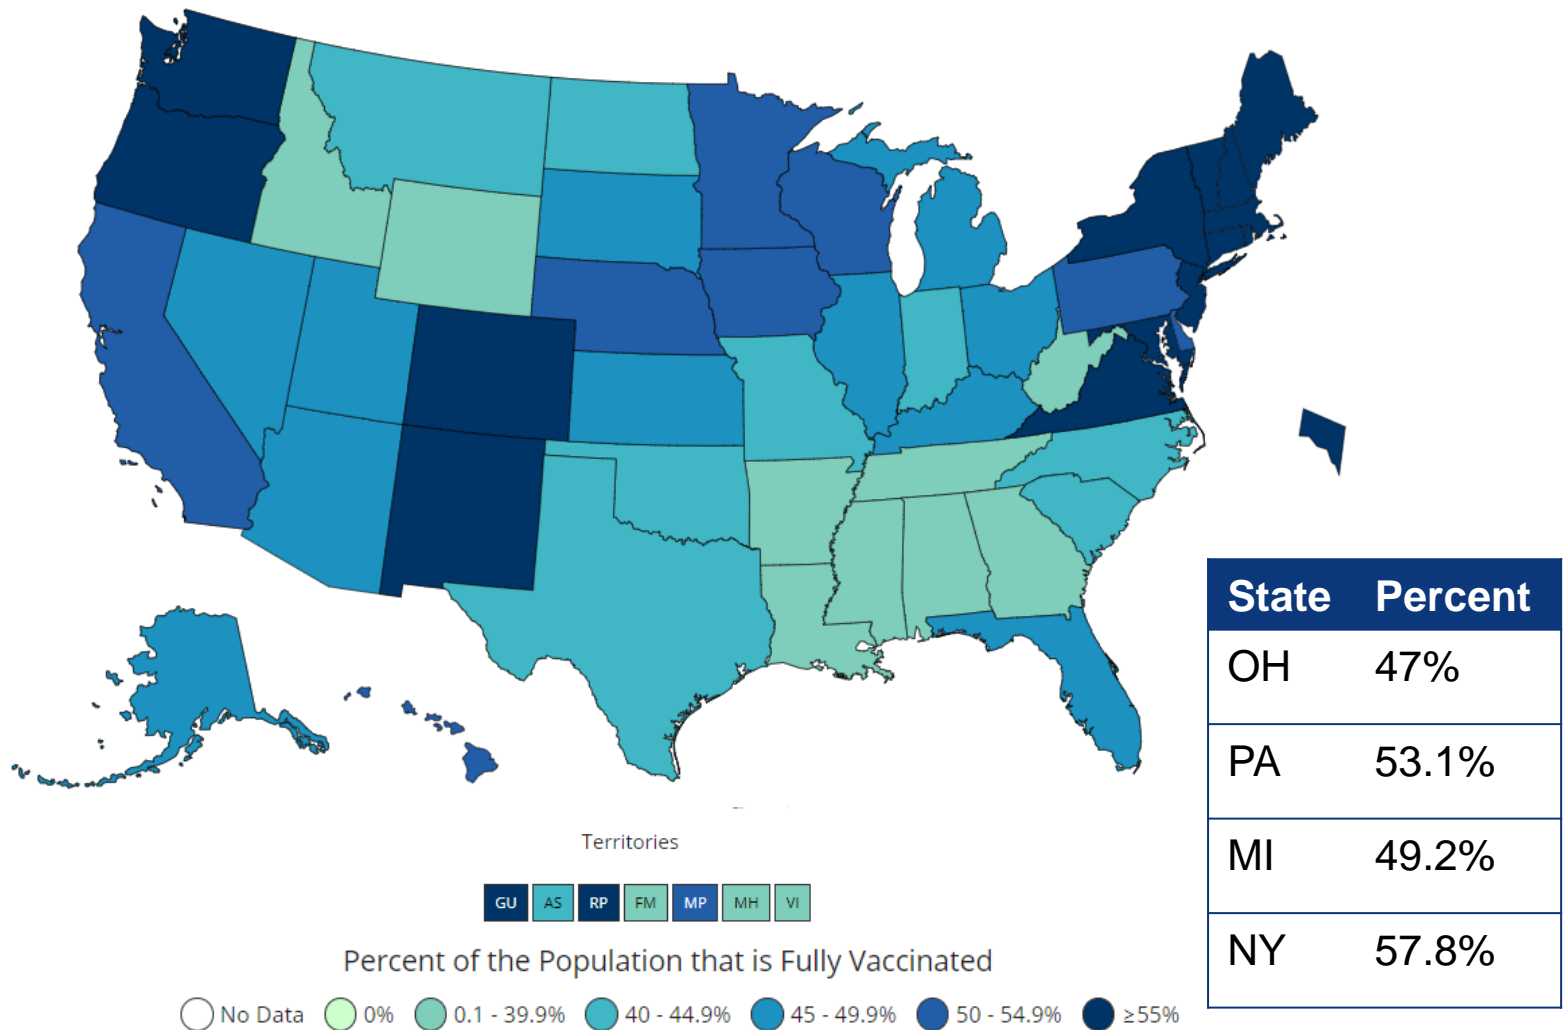 State Percent
OH 47%
PA 53.1%
MI 49.2%
NY 57.8%
Territories
GU AS RP FM MP MH VI
Percent of the Population that is Fully Vaccinated
No Data 0% 0.1 - 39.9% 40 - 44.9% 45 - 49.9% 50 - 54.9% ≥55%